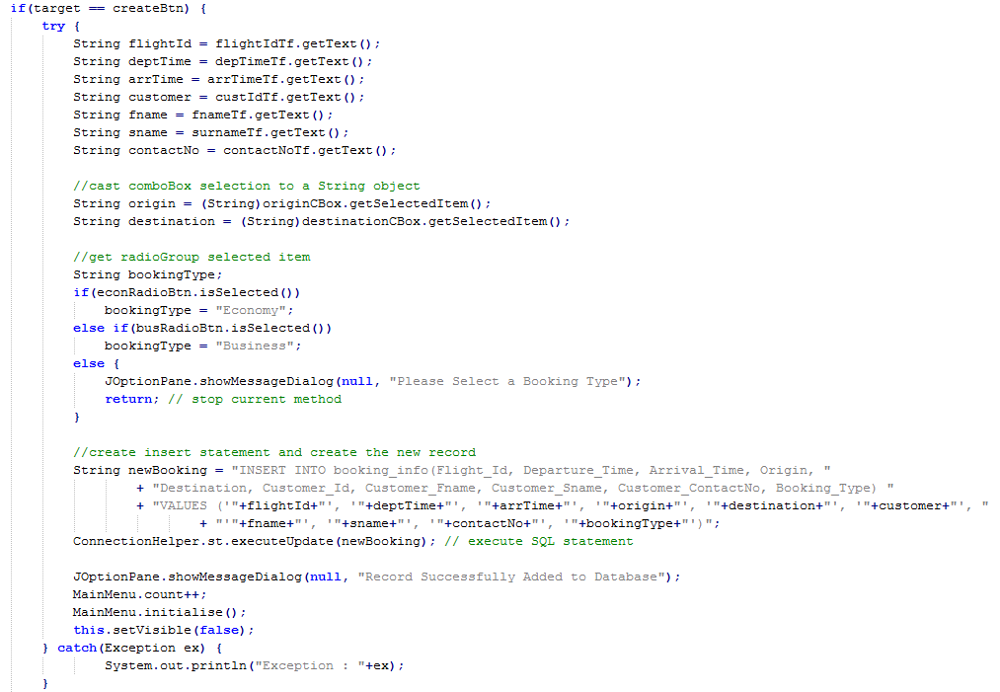 if(target == createBtn) {
try {
String flightId = flightIdTf.getText();
String deptTime = depTimeTf.getText();
String arrTime = arrTimeTf.getText();
String customer = custIdTf.getText();
String fname = fnameTf.getText();
String sname = surnameTf.getText();
String contactNo = contactNoTf.getText();
//cast comboBox selection to a String object
String origin = (String)originCBox.getSelectedItem();
String destination = (String)destinationCBox.getSelectedItem();
//get radioGroup selected item
String bookingType;
if(econRadioBtn.isSelected())
bookingType = "Economy";
else if(busRadioBtn.isSelected())
bookingType = "Business";
else {
JOptionPane.showMessageDialog(null, "Please Select a Booking Type");
return; // stop current method
}
//create insert statement and create the new record
String newBooking = "INSERT INTO booking_info(Flight_Id, Departure_Time, Arrival_Time, Origin, "
+ "Destination, Customer_Id, Customer_Fname, Customer_Sname, Customer_ContactNo, Booking_Type) "
+ "VALUES ('"+flightId+"', '"+deptTime+"', '"+arrTime+"', '"+origin+"', '"+destination+"', '"+customer+"', "
+ "'"+fname+"', '"+sname+"', '"+contactNo+"', '"+bookingType+"')";
ConnectionHelper.st.executeUpdate(newBooking); // execute SQL statement
JOptionPane.showMessageDialog(null, "Record Successfully Added to Database");
MainMenu.count++;
MainMenu.initialise();
this.setVisible(false);
} catch(Exception ex) {
System.out.println("Exception : "+ex);
}